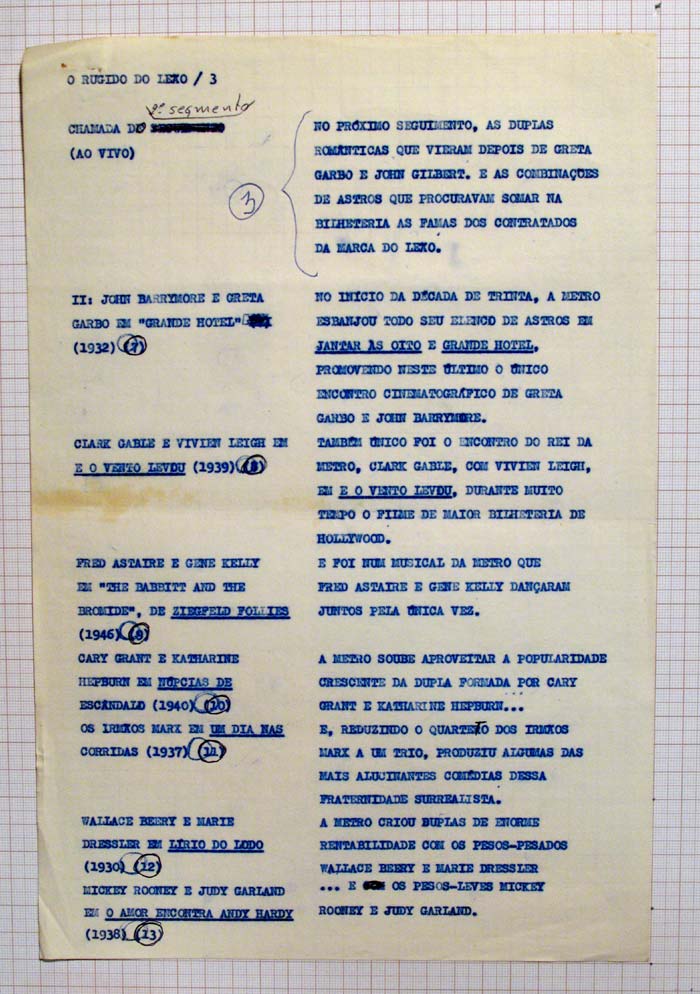 O RUGIDO DO LEXO / 3
2º segmento
CHAMADA DO
(AO VIVO)
3
NO PRÓXIMO SEGUIMENTO, AS DUPLAS
ROMÂNTICAS QUE VIERAM DEPOIS DE GRETA
GARBO E JOHN GILBERT. E AS COMBINAÇÕES
DE ASTROS QUE PROCURAVAM SOMAR NA
BILHETERIA AS FAMAS DOS CONTRATADOS
DA MARCA DO LEXO.
II: JOHN BARRYMORE E GRETA
GARBO EM "GRANDE HOTEL"
(1932) (7)
NO INÍCIO DA DÉCADA DE TRINTA, A METRO
ESBANJOU TODO SEU ELENCO DE ASTROS EM
JANTAR ÀS OITO E GRANDE HOTEL,
PROMOVENDO NESTE ÚLTIMO O ÚNICO
ENCONTRO CINEMATOGRÁFICO DE GRETA
GARBO E JOHN BARRYMORE.
CLARK GABLE E VIVIEN LEIGH EM
E O VENTO LEVOU (1939) (8)
TAMBÉM ÚNICO FOI O ENCONTRO DO REI DA
METRO, CLARK GABLE, COM VIVIEN LEIGH,
EM E O VENTO LEVOU, DURANTE MUITO
TEMPO O FILME DE MAIOR BILHETERIA DE
HOLLYWOOD.
FRED ASTAIRE E GENE KELLY
EM "THE BABBITT AND THE
BROMIDE", DE ZIEGFELD FOLLIES
(1946) (9)
E FOI NUM MUSICAL DA METRO QUE
FRED ASTAIRE E GENE KELLY DANÇARAM
JUNTOS PELA ÚNICA VEZ.
CARY GRANT E KATHARINE
HEPBURN EM NÚPCIAS DE
ESCÂNDALO (1940) (10)
A METRO SOUBE APROVEITAR A POPULARIDADE
CRESCENTE DA DUPLA FORMADA POR CARY
GRANT E KATHARINE HEPBURN...
OS IRMXOS MARX EM UM DIA NAS
CORRIDAS (1937) (11)
E, REDUZINDO O QUARTETO DOS IRMXOS
MARX A UM TRIO, PRODUZIU ALGUMAS DAS
MAIS ALUCINANTES COMÉDIAS DESSA
FRATERNIDADE SURREALISTA.
WALLACE BEERY E MARIE
DRESSLER EM LÍRIO DO LODO
(1930) (12)
A METRO CRIOU DUPLAS DE ENORME
RENTABILIDADE COM OS PESOS-PESADOS
WALLACE BEERY E MARIE DRESSLER
MICKEY ROONEY E JUDY GARLAND
EM O AMOR ENCONTRA ANDY HARDY
(1938) (13)
... E OS PESOS-LEVES MICKEY
ROONEY E JUDY GARLAND.